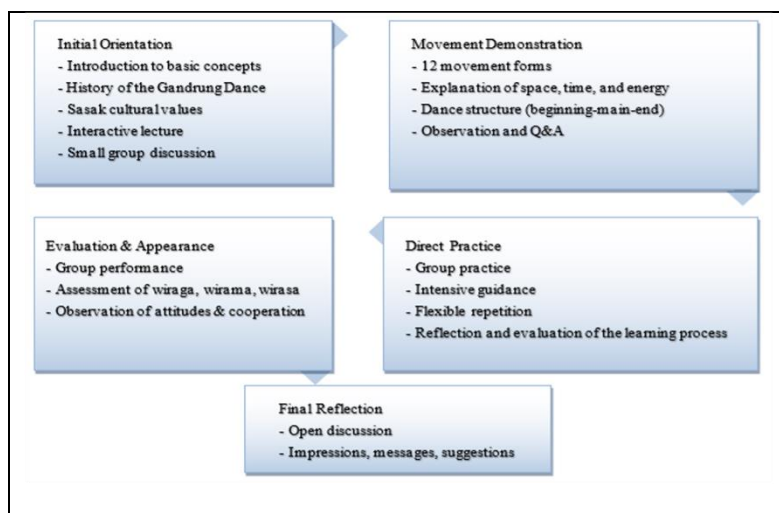 Initial Orientation
- Introduction to basic concepts
- History of the Gandrung Dance
- Sasak cultural values
- Interactive lecture
- Small group discussion
Movement Demonstration
- 12 movement forms
- Explanation of space, time, and energy
- Dance structure (beginning-main-end)
- Observation and Q&A
Direct Practice
- Group practice
- Intensive guidance
- Flexible repetition
- Reflection and evaluation of the learning process
Evaluation & Appearance
- Group performance
- Assessment of wiraga, wirama, wirasa
- Observation of attitudes & cooperation
Final Reflection
- Open discussion
- Impressions, messages, suggestions